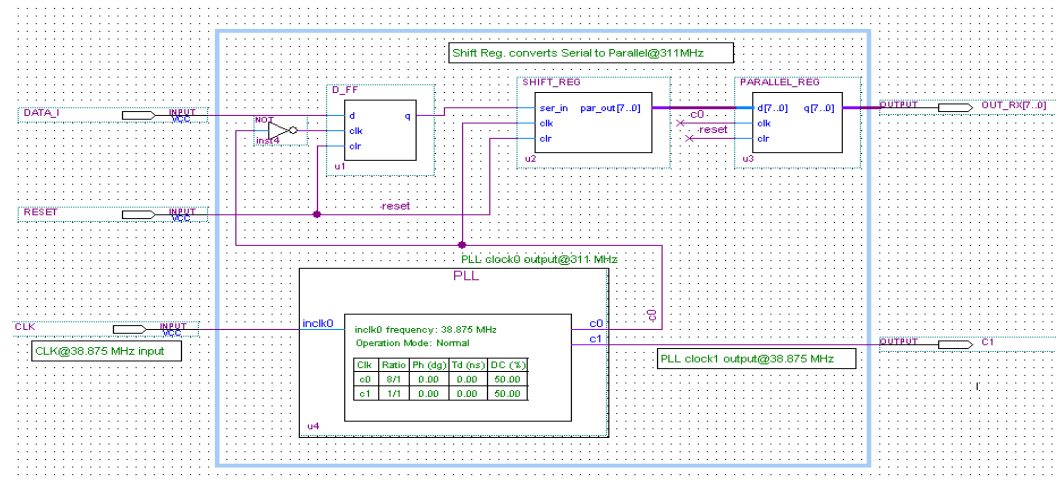 Shift Reg. converts Serial to Parallel@311MHz
D_FF
SHIFT_REG
PARALLEL_REG
DATA_I
INPUT
VCC
NOT
inst4
d
q
clk
clr
u1
ser_in
par_out[7..0]
clk
clr
u2
c0
reset
d[7..0]
q[7..0]
clk
clr
u3
OUTPUT
OUT_RX[7..0]
RESET
INPUT
VCC
reset
PLL clock0 output@311 MHz
PLL
CLK
INPUT
VCC
CLK@38.875 MHz input
inclk0
inclk0 frequency: 38.875 MHz
Operation Mode: Normal
Clk Ratio Ph (dg) Td (ns) DC (%)
c0 8/1 0.00 0.00 50.00
c1 1/1 0.00 0.00 50.00
c0
c1
c0
u4
PLL clock1 output@38.875 MHz
OUTPUT
C1